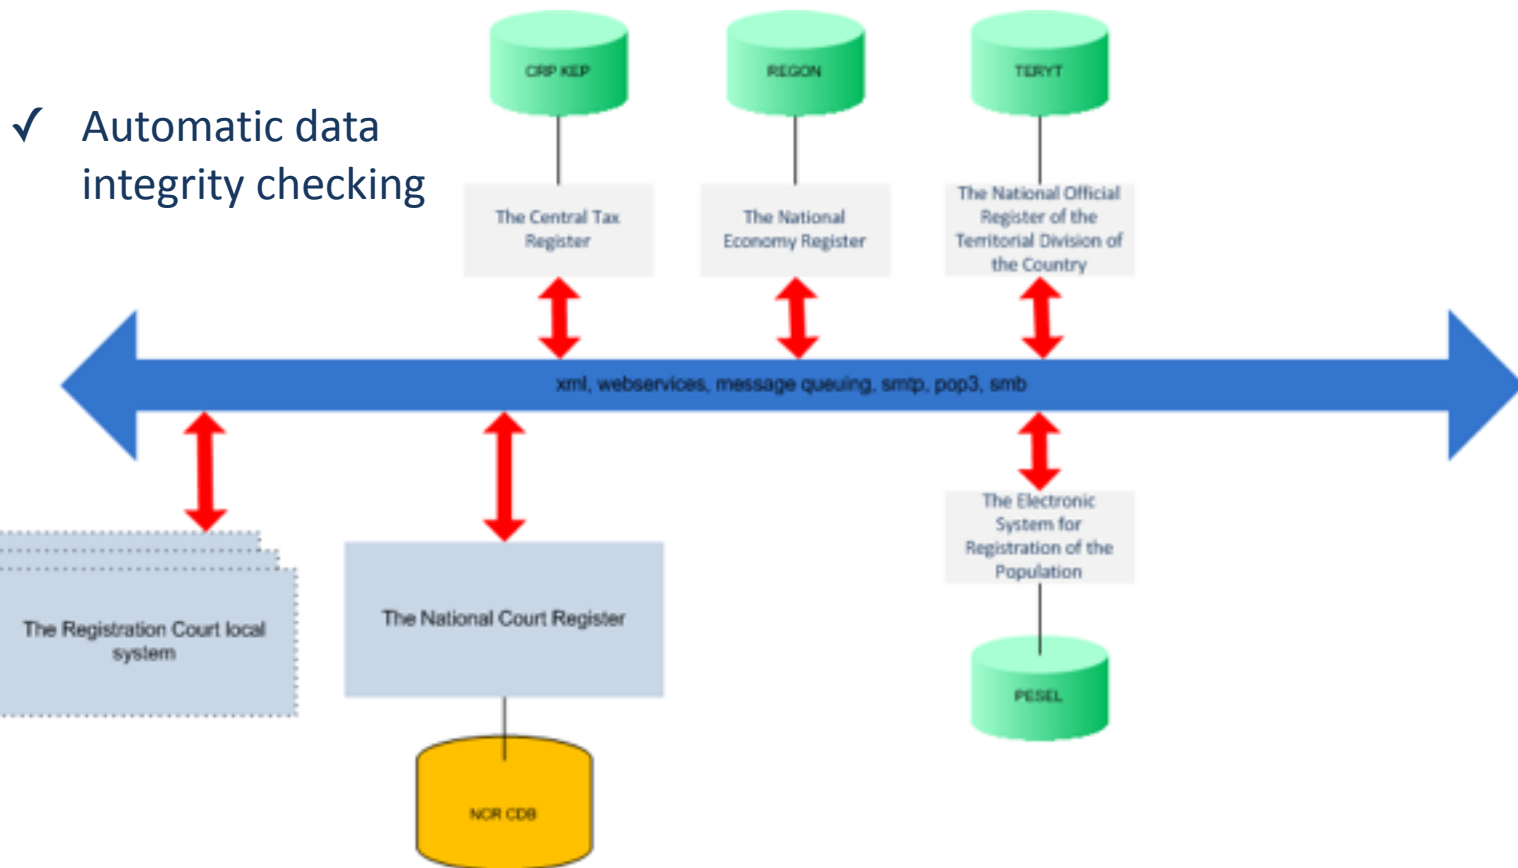 ✓ Automatic data
integrity checking
CRP KEP
REGON
TERYT
The Central Tax
Register
The National
Economy Register
The National Official
Register of the
Territorial Division of
the Country
xml, webservices, message queuing, smtp, pop3, smb
The Registration Court local
system
The National Court Register
The Electronic
System for
Registration of the
Population
PESEL
NCR CDB